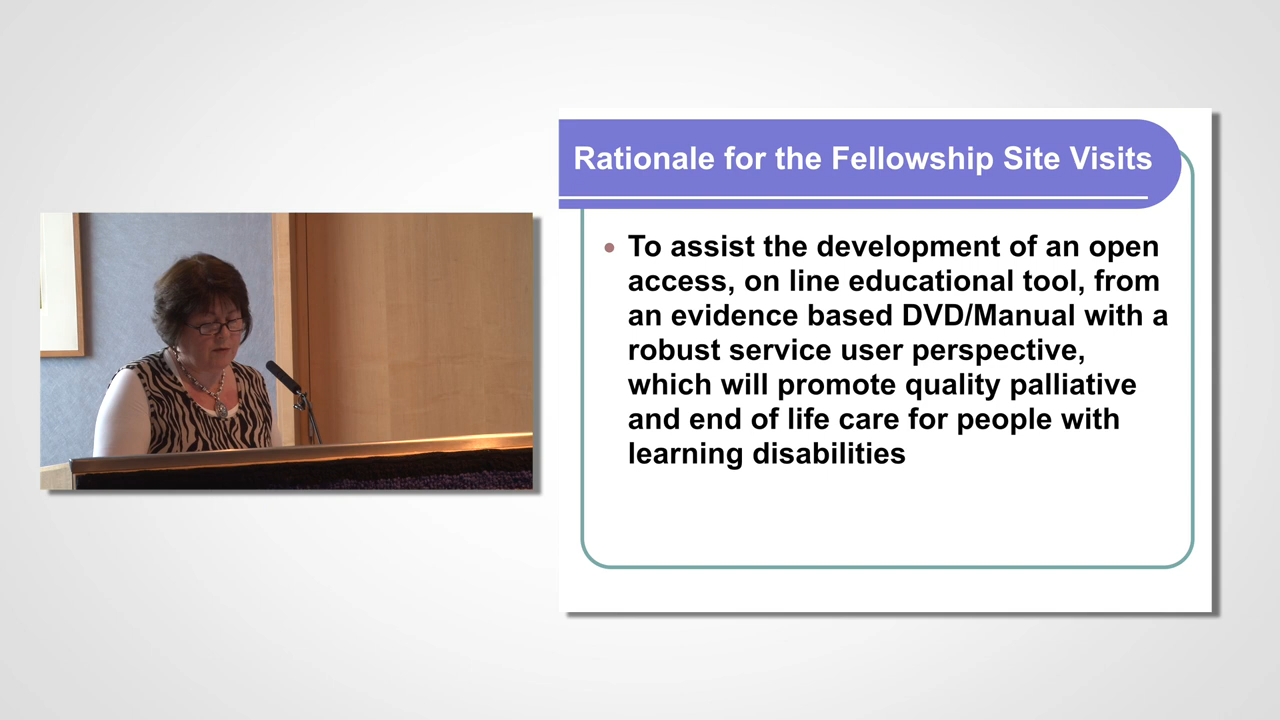 Rationale for the Fellowship Site Visits
• To assist the development of an open
access, on line educational tool, from
an evidence based DVD/Manual with a
robust service user perspective,
which will promote quality palliative
and end of life care for people with
learning disabilities